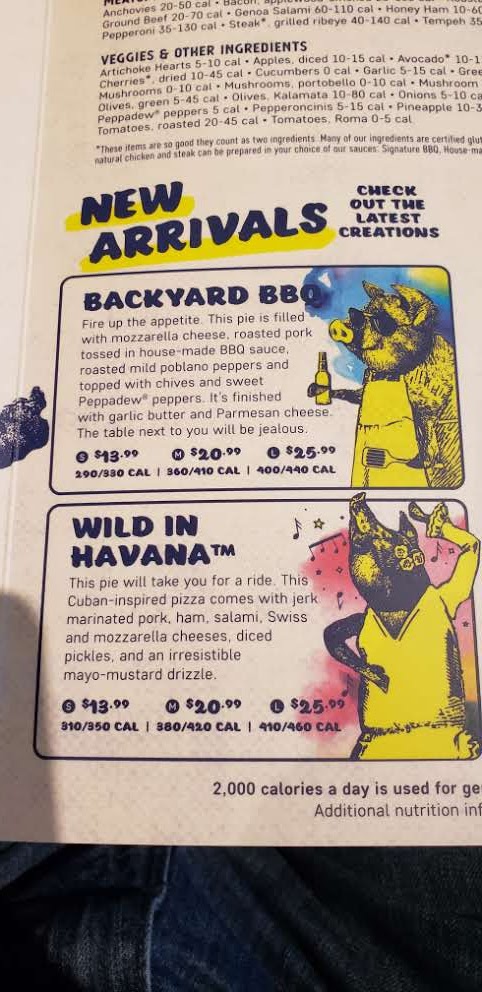 Anchovies 20-50 cal • Bacon,
Ground Beef 20-70 cal • Genoa Salami 60-110 cal • Honey Ham 10-60
Pepperoni 35-130 cal • Steak*, grilled ribeye 40-140 cal • Tempeh 35
VEGGIES & OTHER INGREDIENTS
Artichoke Hearts 5-10 cal • Apples, diced 10-15 cal • Avocado* 10-1
Cherries*, dried 10-45 cal • Cucumbers 0 cal • Garlic 5-15 cal • Gree
Mushrooms 0-10 cal • Mushrooms, portobello 0-10 cal • Mushroom
Olives, green 5-45 cal • Olives, Kalamata 10-80 cal • Onions 5-10 ca
Peppadew® peppers 5 cal • Pepperoncinis 5-15 cal • Pineapple 10-3
Tomatoes, roasted 20-45 cal • Tomatoes, Roma 0-5 cal
*These items are so good they count as two ingredients. Many of our ingredients are certified glut
natural chicken and steak can be prepared in your choice of sauces: Signature BBQ, House-ma
NEW
ARRIVALS
CHECK
OUT THE
LATEST
CREATIONS
BACKYARD BBQ
Fire up the appetite. This pie is filled
with mozzarella cheese, roasted pork
tossed in house-made BBQ sauce,
roasted mild poblano peppers and
topped with chives and sweet
Peppadew® peppers. It's finished
with garlic butter and Parmesan cheese.
The table next to you will be jealous.
S $13.99 M $20.99 L $25.99
290/330 CAL | 360/410 CAL | 400/440 CAL
WILD IN
HAVANA™
This pie will take you for a ride. This
Cuban-inspired pizza comes with jerk
marinated pork, ham, salami, Swiss
and mozzarella cheeses, diced
pickles, and an irresistible
mayo-mustard drizzle.
S $13.99 M $20.99 L $25.99
310/350 CAL | 380/420 CAL | 410/460 CAL
2,000 calories a day is used for ge
Additional nutrition inf